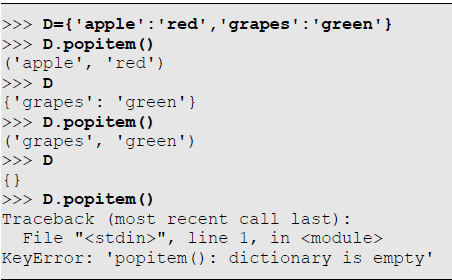 >>> D={'apple':'red','grapes':'green'}
>>> D.popitem()
('apple', 'red')
>>> D
{'grapes': 'green'}
>>> D.popitem()
('grapes', 'green')
>>> D
{}
>>> D.popitem()
Traceback (most recent call last):
  File "<stdin>", line 1, in <module>
KeyError: 'popitem(): dictionary is empty'